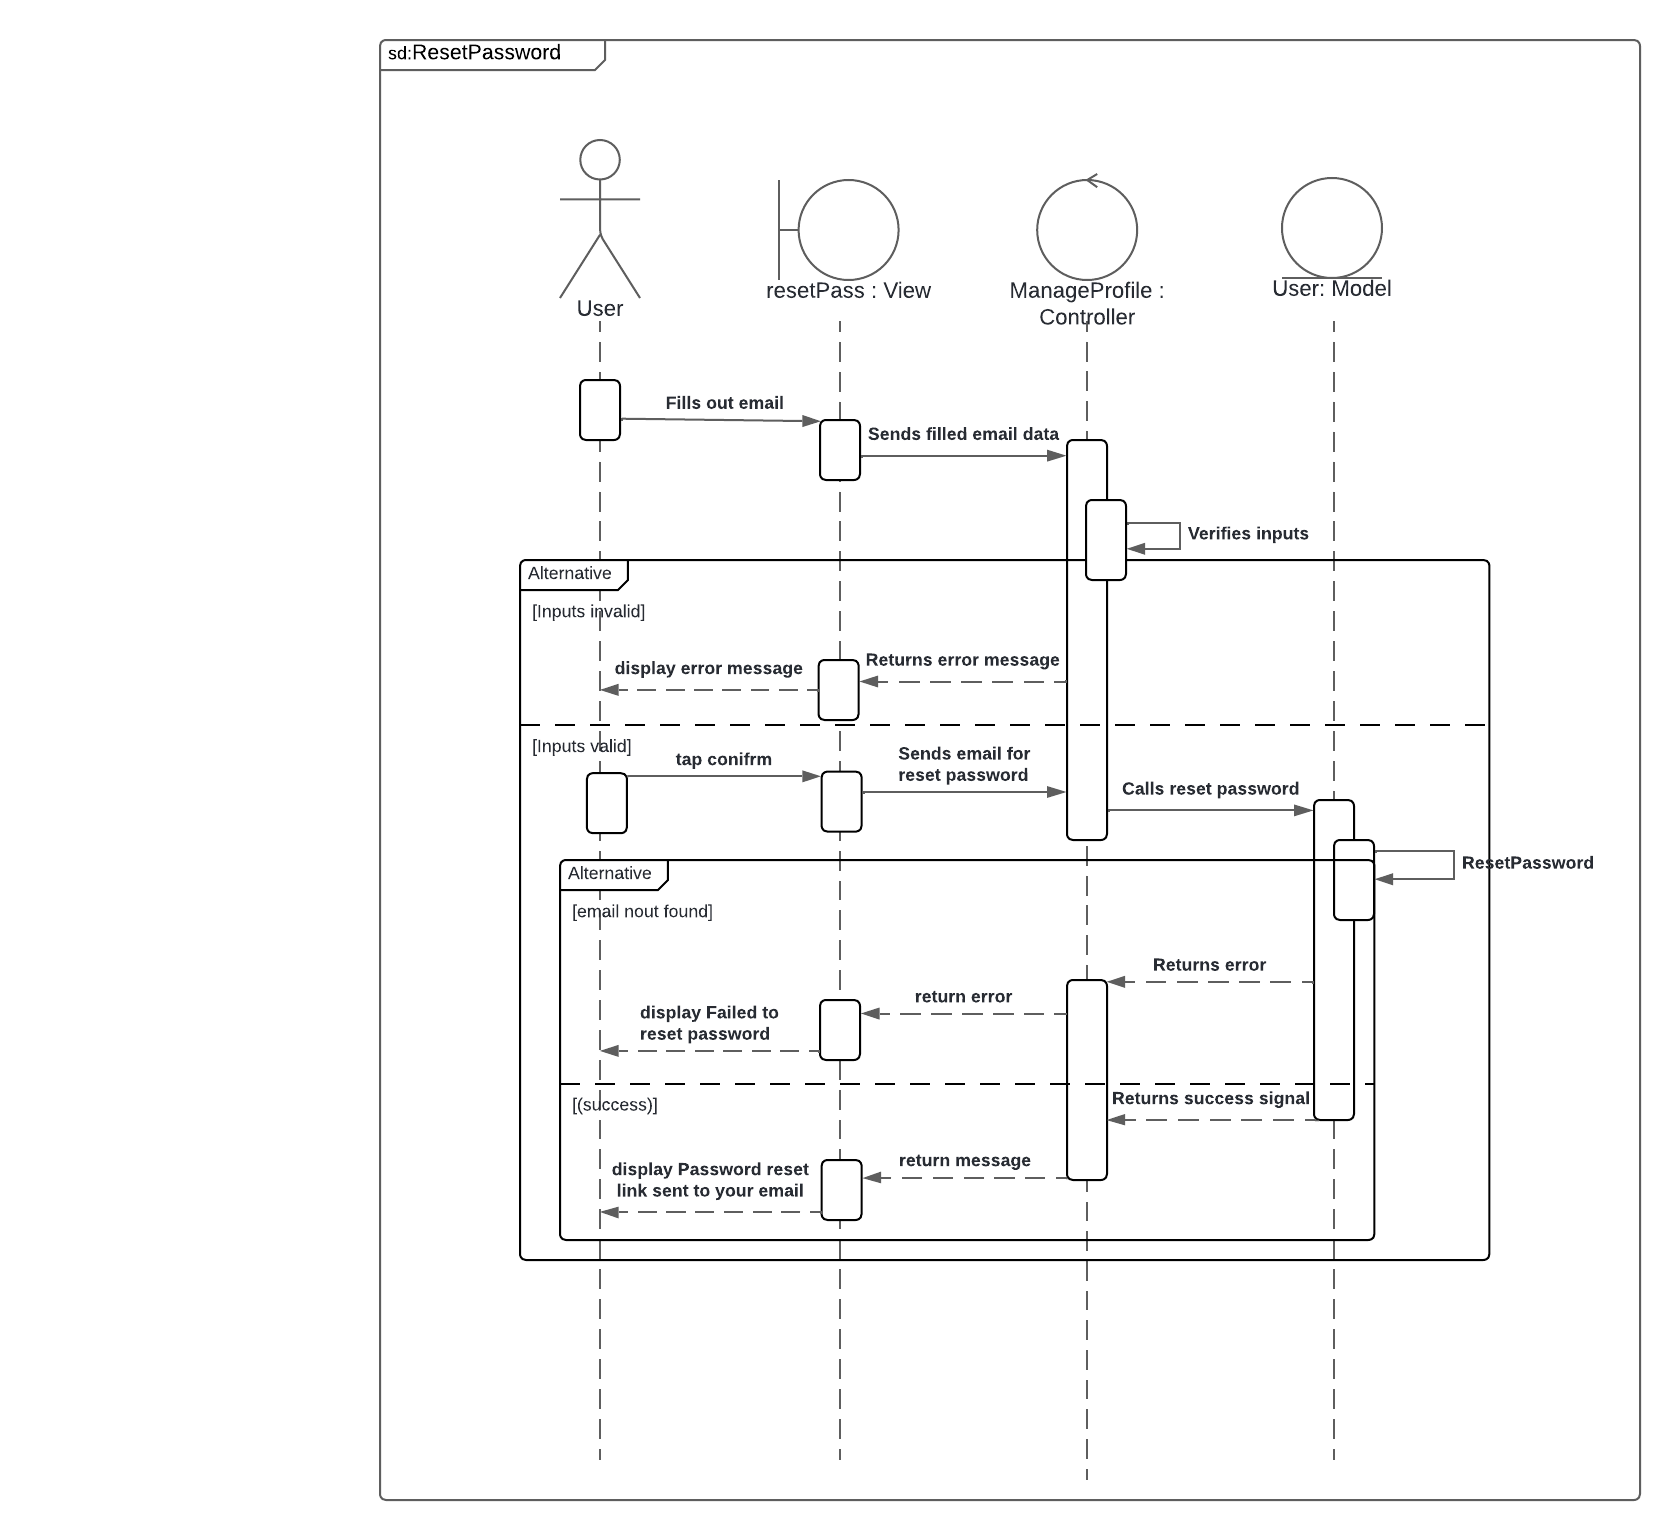 sd:ResetPassword
User
resetPass : View
ManageProfile :
Controller
User: Model
Fills out email
Sends filled email data
Verifies inputs
Alternative
[Inputs invalid]
Returns error message
display error message
[Inputs valid]
tap conifrm
Sends email for
reset password
Calls reset password
ResetPassword
Alternative
[email nout found]
Returns error
return error
display Failed to
reset password
[(success)]
Returns success signal
return message
display Password reset
link sent to your email